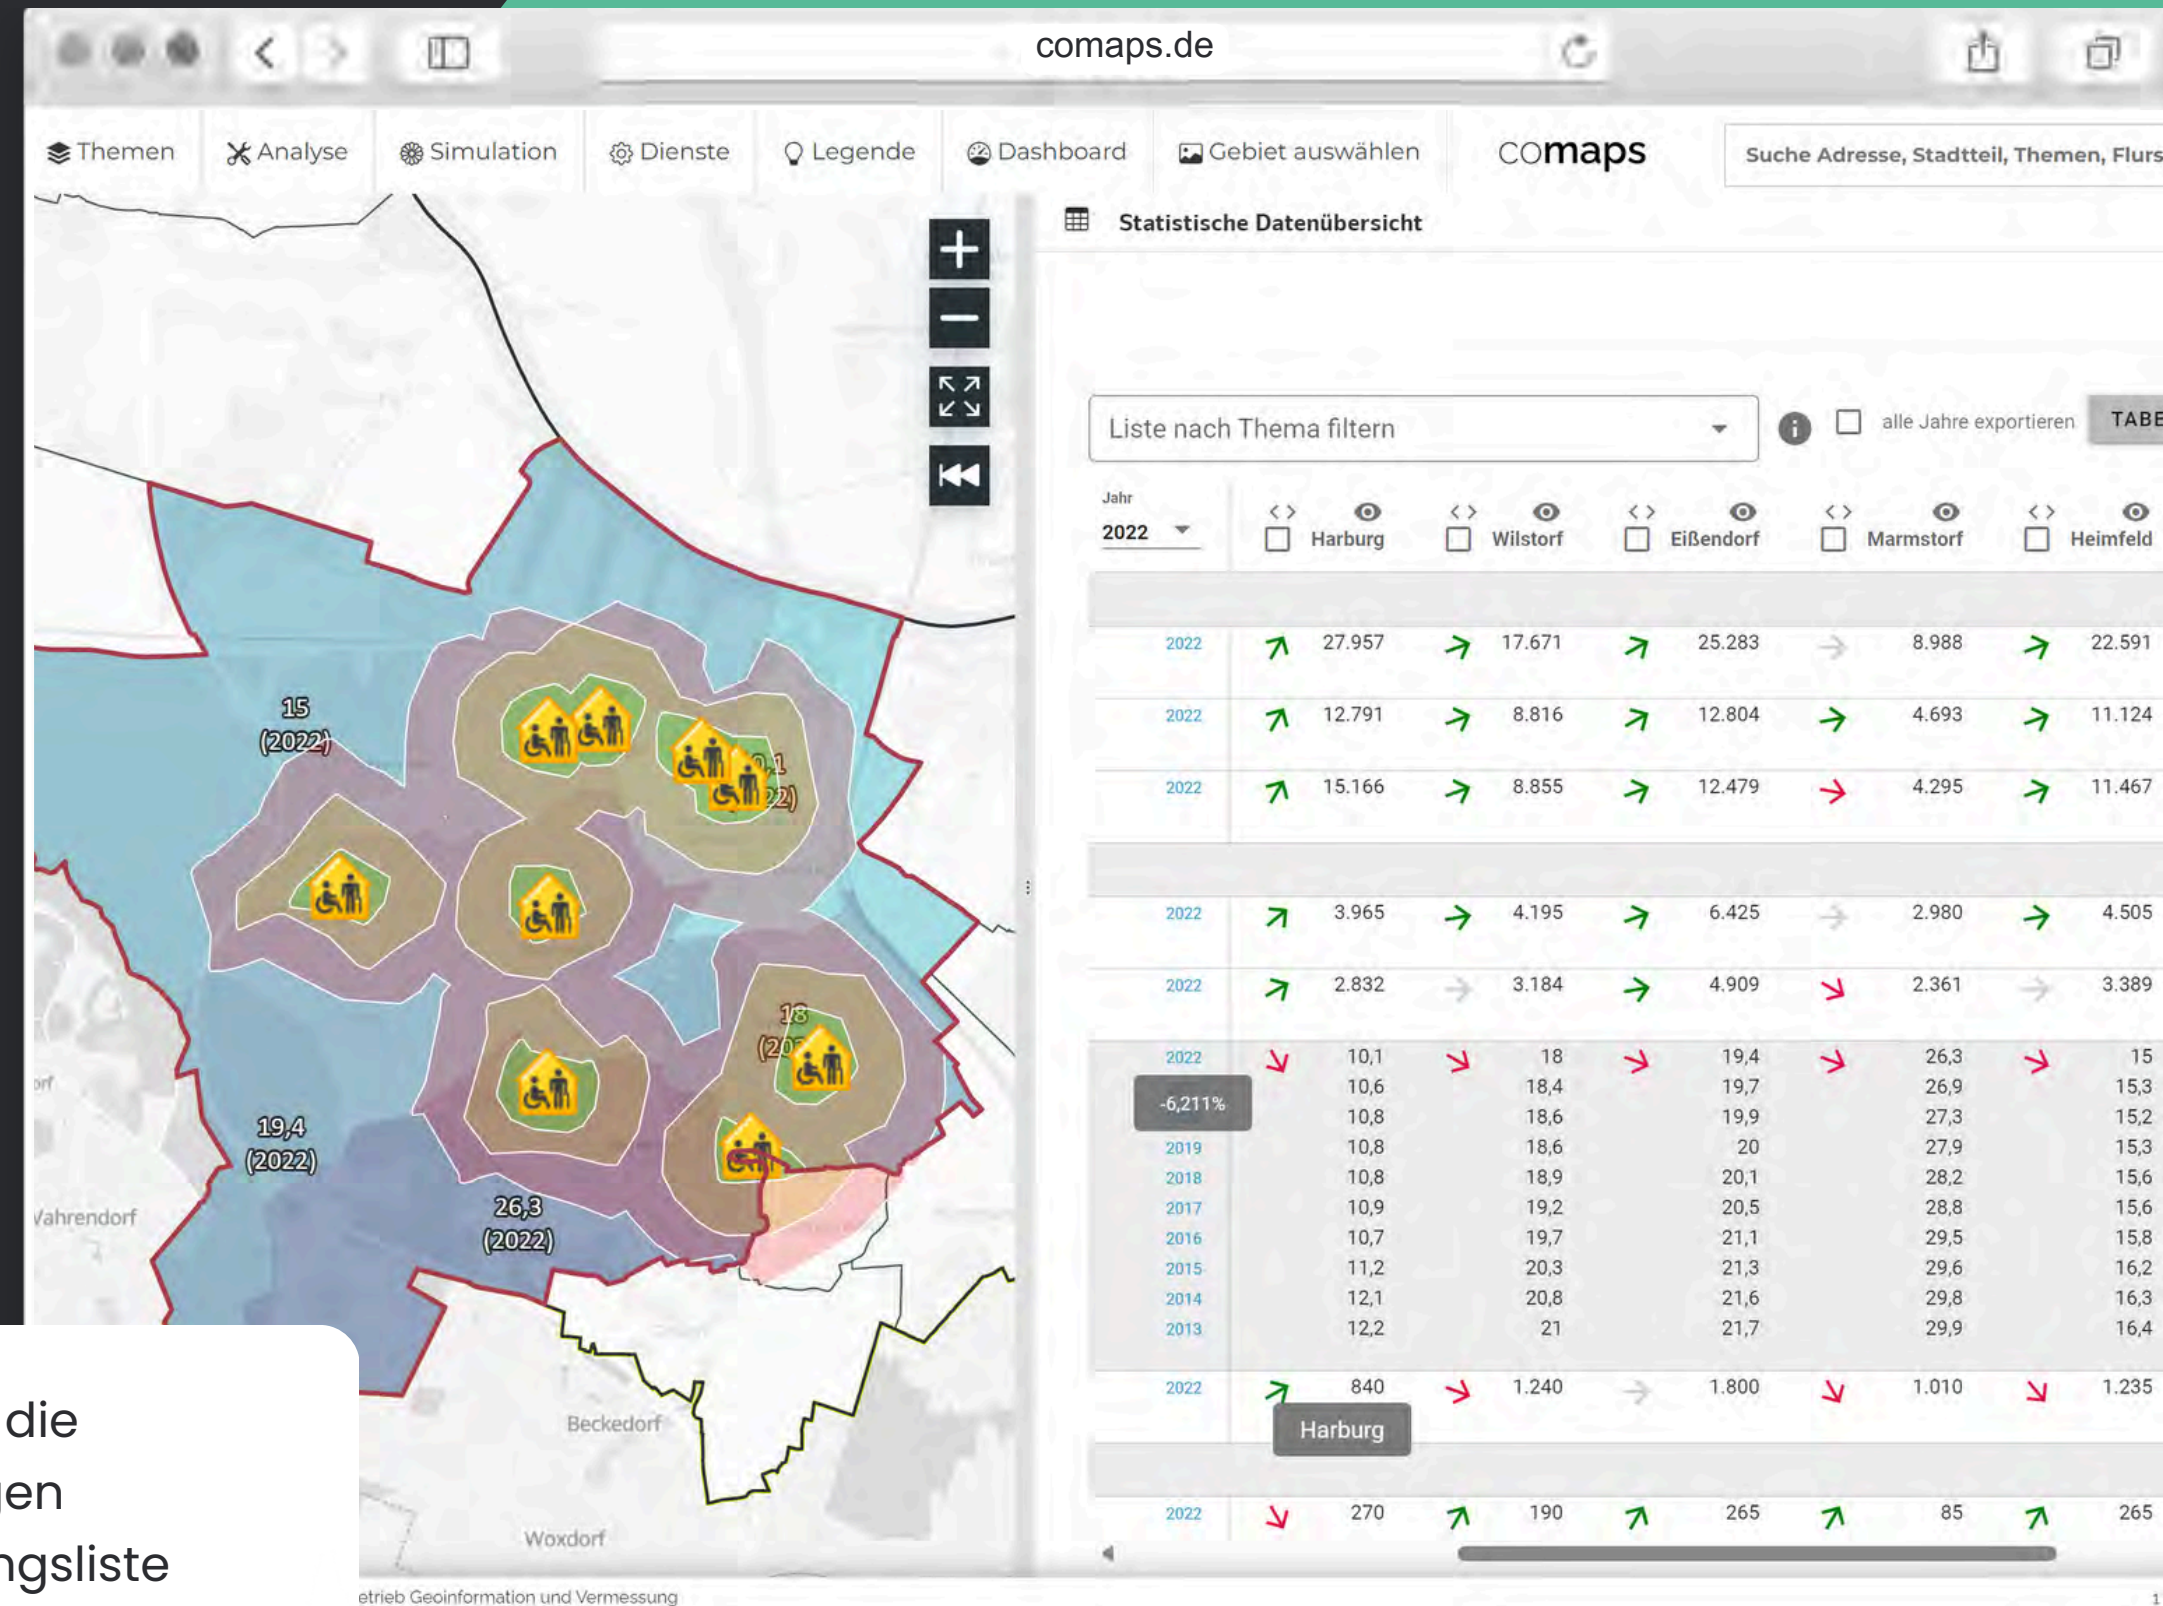 comaps.de
Themen Analyse Simulation Dienste Legende Dashboard Gebiet auswählen comaps Suche Adresse, Stadtteil, Themen, Flurs
Statistische Datenübersicht
Liste nach Thema filtern alle Jahre exportieren TABE
Jahr
2022 Harburg Wilstorf Eißendorf Marmstorf Heimfeld
2022 27.957 17.671 25.283 8.988 22.591
2022 12.791 8.816 12.804 4.693 11.124
2022 15.166 8.855 12.479 4.295 11.467
2022 3.965 4.195 6.425 2.980 4.505
2022 2.832 3.184 4.909 2.361 3.389
2022 10,1 18 19,4 26,3 15
10,6 18,4 19,7 26,9 15,3
-6,211%
10,8 18,6 19,9 27,3 15,2
2019 10,8 18,6 20 27,9 15,3
2018 10,8 18,9 20,1 28,2 15,6
2017 10,9 19,2 20,5 28,8 15,6
2016 10,7 19,7 21,1 29,5 15,8
2015 11,2 20,3 21,3 29,6 16,2
2014 12,1 20,8 21,6 29,8 16,3
2013 12,2 21 21,7 29,9 16,4
2022 840 1.240 1.800 1.010 1.235
Harburg
2022 270 190 265 85 265
15
(2022)
18
19,4
(2022)
26,3
(2022)
Vahrendorf
Beckedorf
Woxdorf
die
gen
ngsliste
etrieb Geoinformation und Vermessung